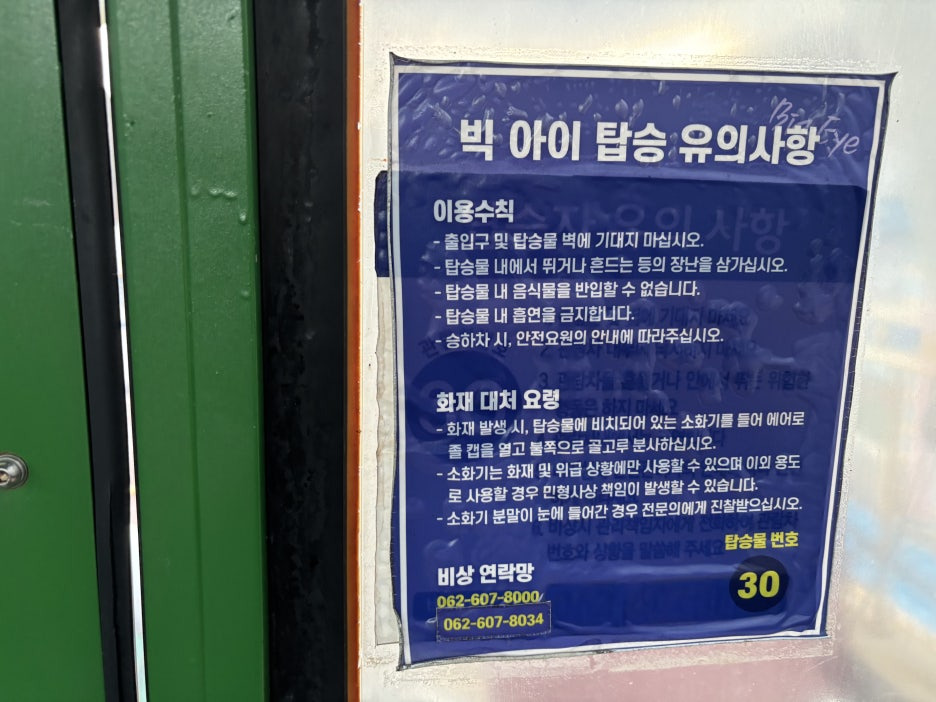 빅 아이 탑승 유의사항
Big Eye
이용수칙
- 출입구 및 탑승물 벽에 기대지 마십시오.
- 탑승물 내에서 뛰거나 흔드는 등의 장난을 삼가십시오.
- 탑승물 내 음식물을 반입할 수 없습니다.
- 탑승물 내 흡연을 금지합니다.
- 승하차 시, 안전요원의 안내에 따라주십시오.
화재 대처 요령
- 화재 발생 시, 탑승물에 비치되어 있는 소화기를 들어 에어로
졸 캡을 열고 불쪽으로 골고루 분사하십시오.
- 소화기는 화재 및 위급 상황에만 사용할 수 있으며 이외 용도
로 사용할 경우 민형사상 책임이 발생할 수 있습니다.
- 소화기 분말이 눈에 들어간 경우 전문의에게 진찰받으십시오.
탑승물 번호
30
비상 연락망
062-607-8000
062-607-8034